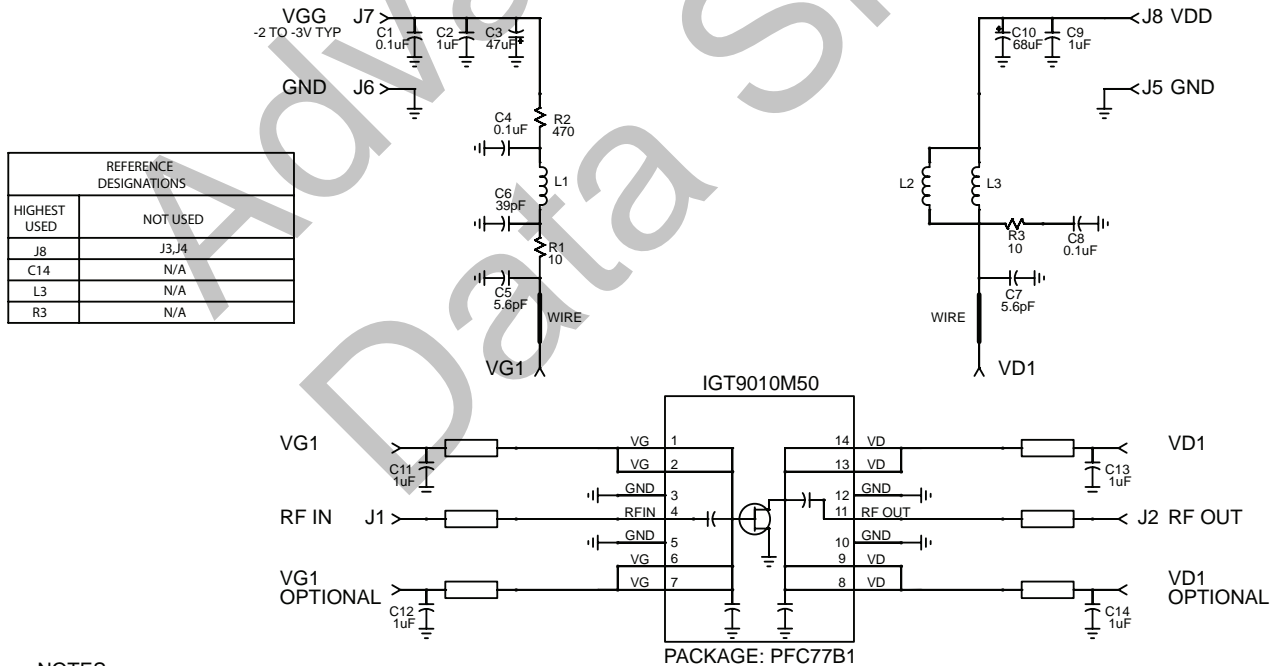 VGG J7
-2 TO -3V TYP
C1
0.1uF
C2
1uF
C3
47uF
J8 VDD
C10
68uF
C9
1uF
GND J6
J5 GND
C4
0.1uF
R2
470
L1
C6
39pF
R1
10
C5
5.6pF
WIRE
VG1
L2
L3
R3
10
C8
0.1uF
C7
5.6pF
WIRE
VD1
REFERENCE
DESIGNATIONS
HIGHEST
USED
NOT USED
J8 J3,J4
C14 N/A
L3 N/A
R3 N/A
IGT9010M50
VG1
C11
1uF
VG 1
VG 2
GND 3
RF IN J1
RFIN 4
GND 5
VG 6
VG 7
VG1
OPTIONAL
C12
1uF
14 VD
13 VD
12 GND
11 RF OUT
10 GND
9 VD
8 VD
VD1
C13
1uF
J2 RF OUT
VD1
OPTIONAL
C14
1uF
PACKAGE: PFC77B1